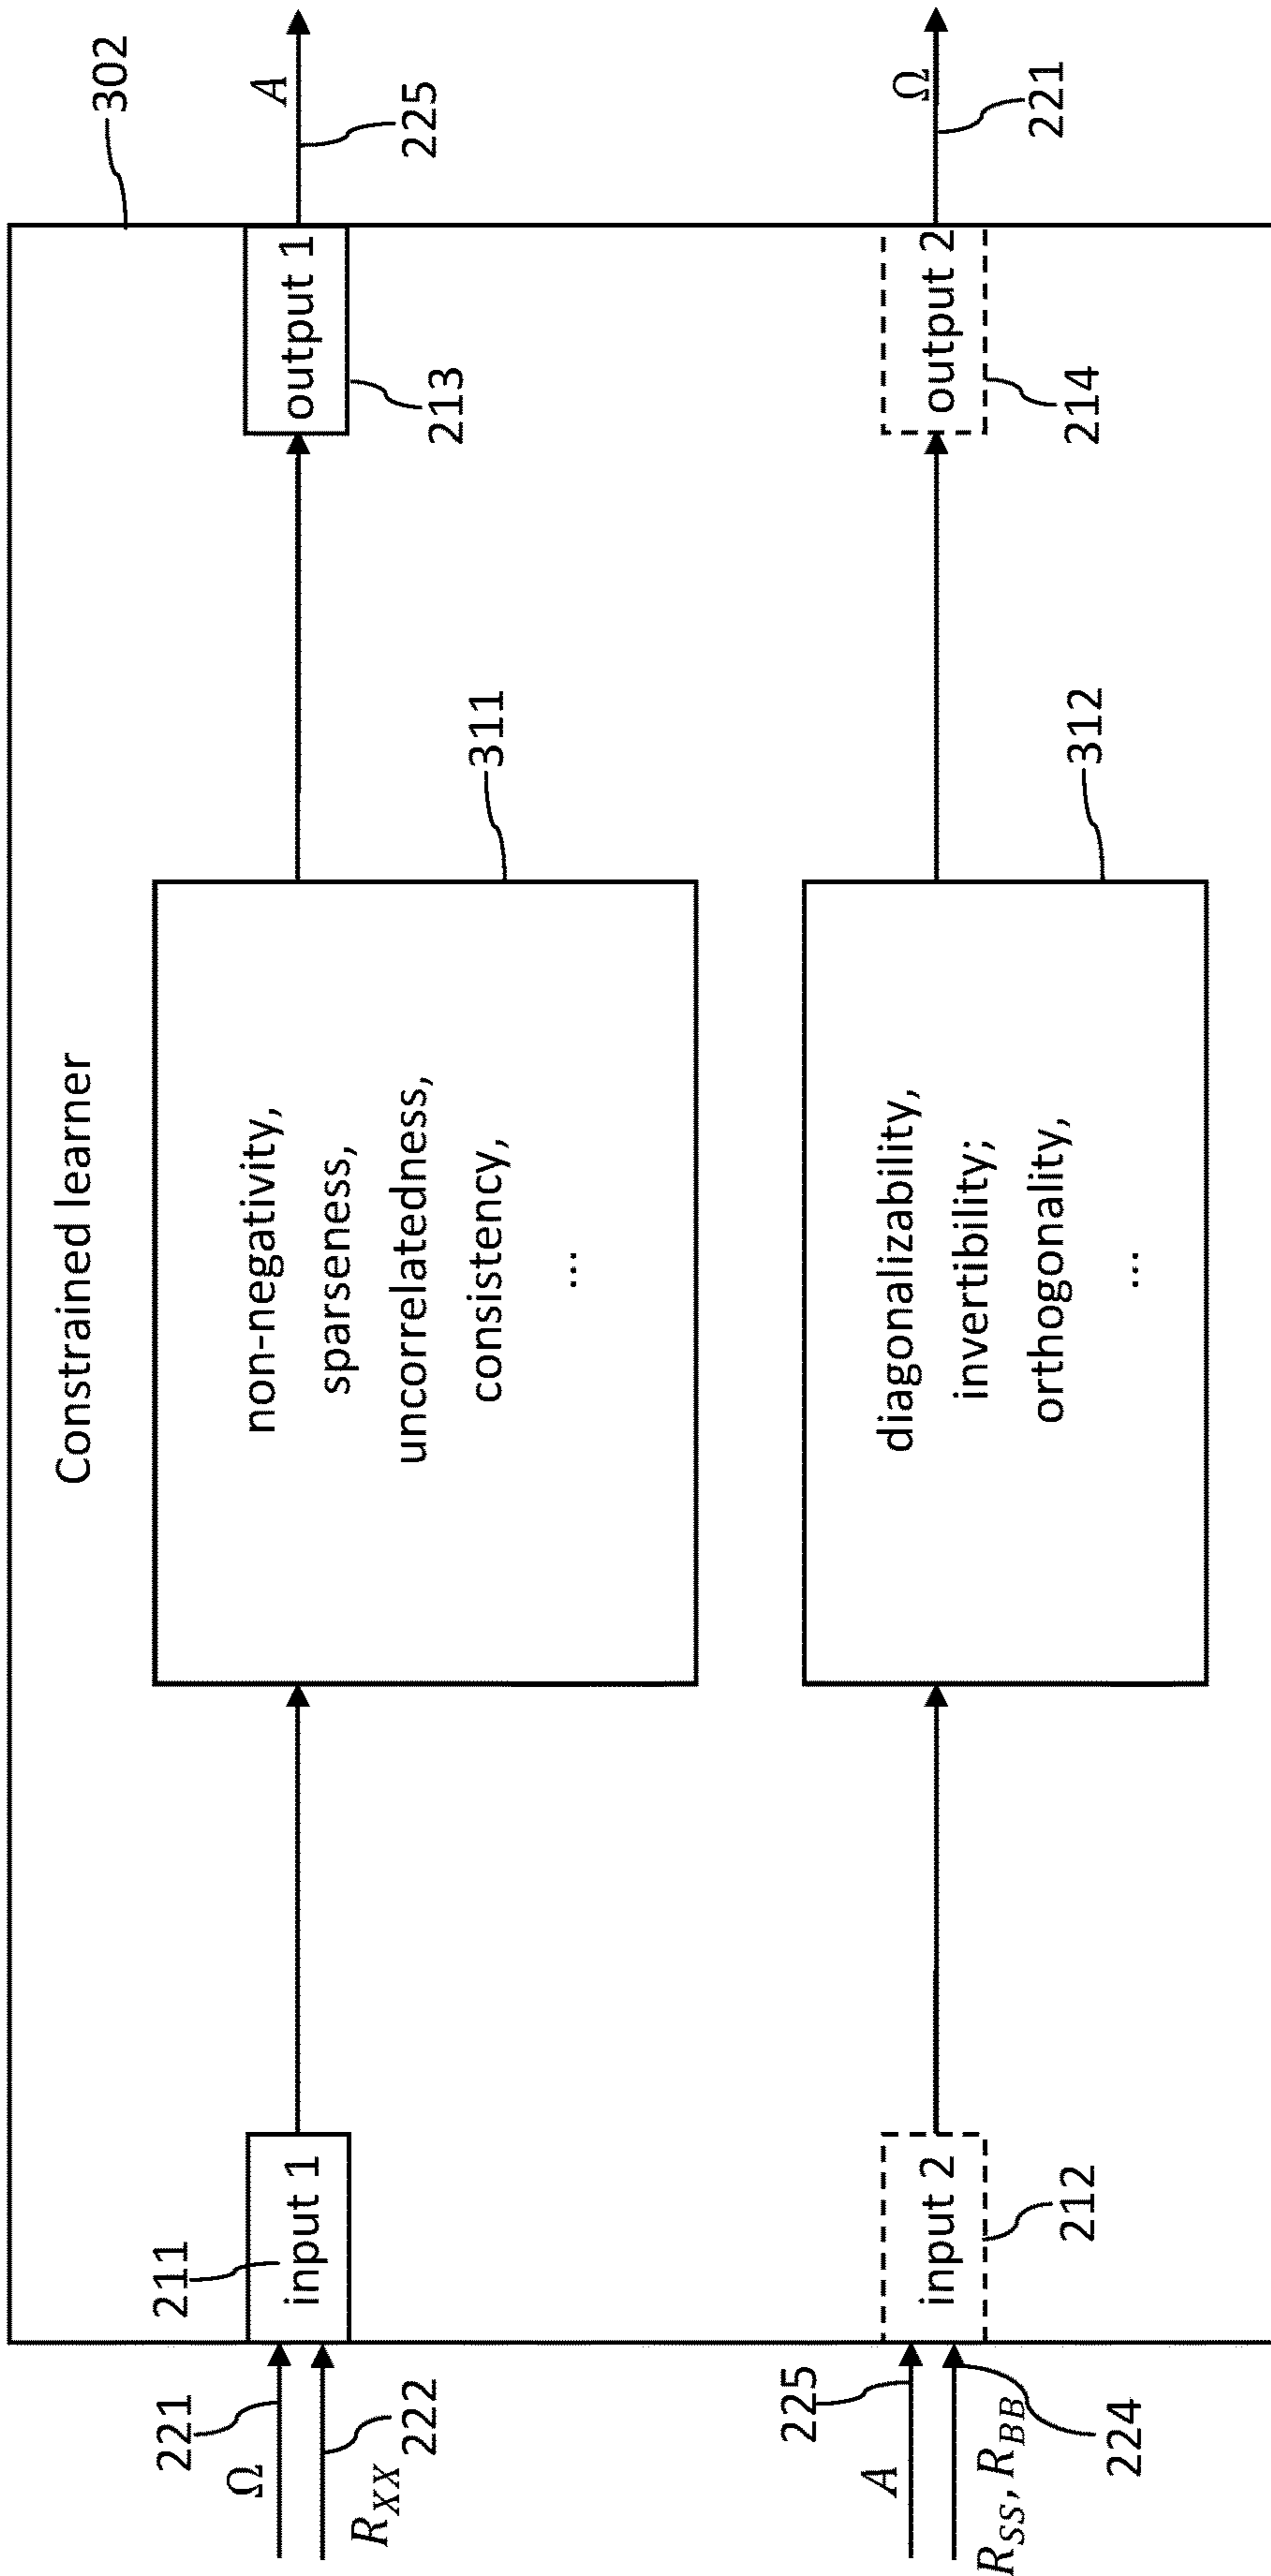 Constrained learner
302
221
Ω
211
input 1
R_XX
222
non-negativity,
sparseness,
uncorrelatedness,
consistency,
...
311
output 1
213
A
225
225
A
input 2
212
R_SS, R_BB
224
diagonalizability,
invertibility;
orthogonality,
...
312
output 2
214
Ω
221